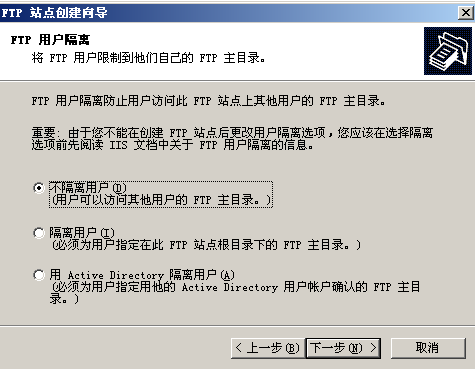 FTP 站点创建向导
FTP 用户隔离
将 FTP 用户限制到他们自己的 FTP 主目录。
FTP 用户隔离防止用户访问此 FTP 站点上其他用户的 FTP 主目录。
重要: 由于您不能在创建 FTP 站点后更改用户隔离选项，您应该在选择隔离
选项前先阅读 IIS 文档中关于 FTP 用户隔离的信息。
不隔离用户(D)
(用户可以访问其他用户的 FTP 主目录。)
隔离用户(I)
(必须为用户指定在此 FTP 站点根目录下的 FTP 主目录。)
用 Active Directory 隔离用户(A)
(必须为用户指定用他的 Active Directory 用户帐户确认的 FTP 主目
录。)
< 上一步(B) 下一步(N) > 取消